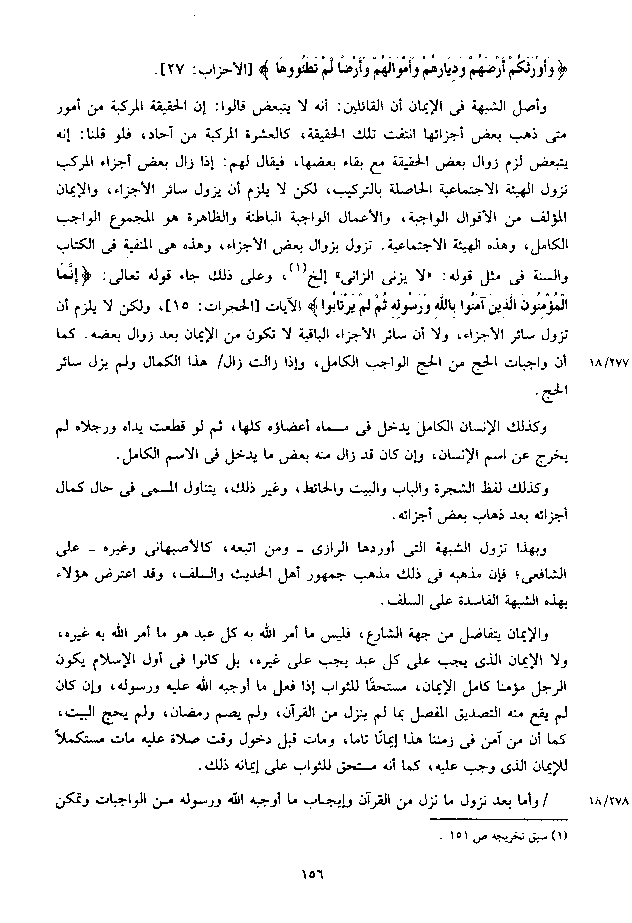 ﴿ وَأَوْرَثَكُمْ أَرْضَهُمْ وَدِيَارَهُمْ وَأَمْوَالَهُمْ وَأَرْضًا لَّمْ تَطَئُوهَا ﴾ [الأحزاب: ٢٧].
وأصل الشبهة فى الإيمان أن القائلين: أنه لا يتبعض قالوا: إن الحقيقة المركبة من أمور
متى ذهب بعض أجزائها انتفت تلك الحقيقة، كالعشرة المركبة من آحاد، فلو قلنا: إنه
يتبعض لزم زوال بعض الحقيقة مع بقاء بعضها، فيقال لهم: إذا زال بعض أجزاء المركب
تزول الهيئة الاجتماعية الحاصلة بالتركيب، لكن لا يلزم أن يزول سائر الأجزاء، والإيمان
المؤلف من الأقوال الواجبة، والأعمال الواجبة الباطنة والظاهرة هو المجموع الواجب
الكامل، وهذه الهيئة الاجتماعية. تزول بزوال بعض الأجزاء، وهذه هى المنفية فى الكتاب
والسنة فى مثل قوله: «لا يزنى الزانى» إلخ(١)، وعلى ذلك جاء قوله تعالى: ﴿ إِنَّمَا
الْمُؤْمِنُونَ الَّذِينَ آمَنُوا بِاللَّهِ وَرَسُولِهِ ثُمَّ لَمْ يَرْتَابُوا﴾ الآيات [الحجرات: ١٥]، ولكن لا يلزم أن
تزول سائر الأجزاء، ولا أن سائر الأجزاء الباقية لا تكون من الإيمان بعد زوال بعضه. كما
أن واجبات الحج من الحج الواجب الكامل، وإذا زالت زال/ هذا الكمال ولم يزل سائر
١٨/٢٧٧
الحج.
وكذلك الإنسان الكامل يدخل فى مسماه أعضاؤه كلها، ثم لو قطعت يداه ورجلاه لم
يخرج عن اسم الإنسان، وإن كان قد زال منه بعض ما يدخل فى الاسم الكامل.
وكذلك لفظ الشجرة والباب والبيت والحائط، وغير ذلك، يتناول المسمى فى حال كمال
أجزائه بعد ذهاب بعض أجزائه.
وبهذا تزول الشبهة التى أوردها الرازى ـ ومن اتبعه، كالأصبهانى وغيره ـ على
الشافعى؛ فإن مذهبه فى ذلك مذهب جمهور أهل الحديث والسلف، وقد اعترض هؤلاء
بهذه الشبهة الفاسدة على السلف.
والإيمان يتفاضل من جهة الشارع، فليس ما أمر الله به كل عبد هو ما أمر الله به غيره،
ولا الإيمان الذى يجب على كل عبد يجب على غيره، بل كانوا فى أول الإسلام يكون
الرجل مؤمنا كامل الإيمان، مستحقًا للثواب إذا فعل ما أوجبه الله عليه ورسوله، وإن كان
لم يقع منه التصديق المفصل بما لم ينزل من القرآن، ولم يصم رمضان، ولم يحج البيت،
كما أن من آمن فى زمننا هذا إيمانًا تاما، ومات قبل دخول وقت صلاة عليه مات مستكملاً
للإيمان الذى وجب عليه، كما أنه مستحق للثواب على إيمانه ذلك.
/ وأما بعد نزول ما نزل من القرآن وإيجاب ما أوجبه الله ورسوله من الواجبات وتمكن
١٨/٢٧٨
(١) سبق تخريجه ص ١٥١ .
١٥٦